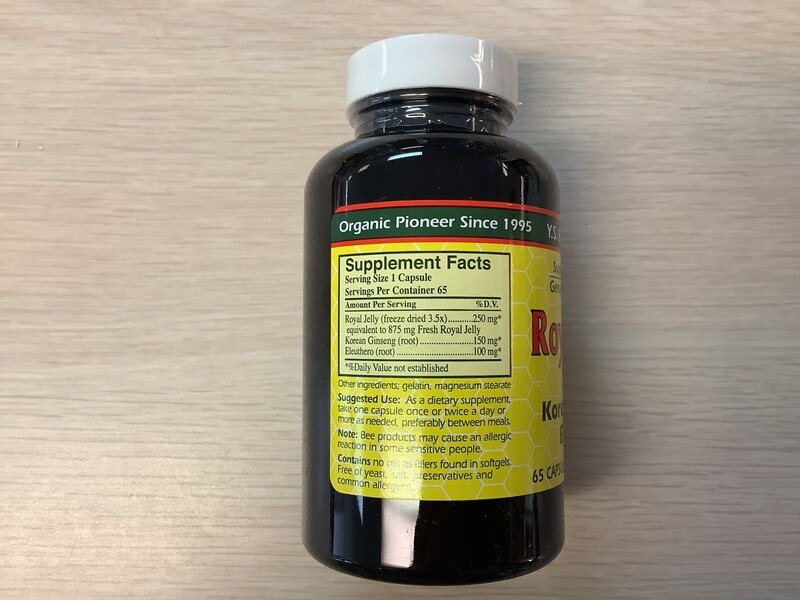 Organic Pioneer Since 1995 Y.S.
Supplement Facts
Serving Size 1 Capsule
Servings Per Container 65
Amount Per Serving %D.V.
Royal Jelly (freeze dried 3.5x)..........250 mg*
equivalent to 875 mg Fresh Royal Jelly
Korean Ginseng (root)......................150 mg*
Eleuthero (root)................................100 mg*
*%Daily Value not established
Other ingredients; gelatin, magnesium stearate
Suggested Use: As a dietary supplement,
take one capsule once or twice a day or
more as needed, preferably between meals.
Note: Bee products may cause an allergic
reaction in some sensitive people.
Contains no oils as fillers found in softgels.
Free of yeast, salt, preservatives and
common allergens.
Roy
Kore
65 CAPS